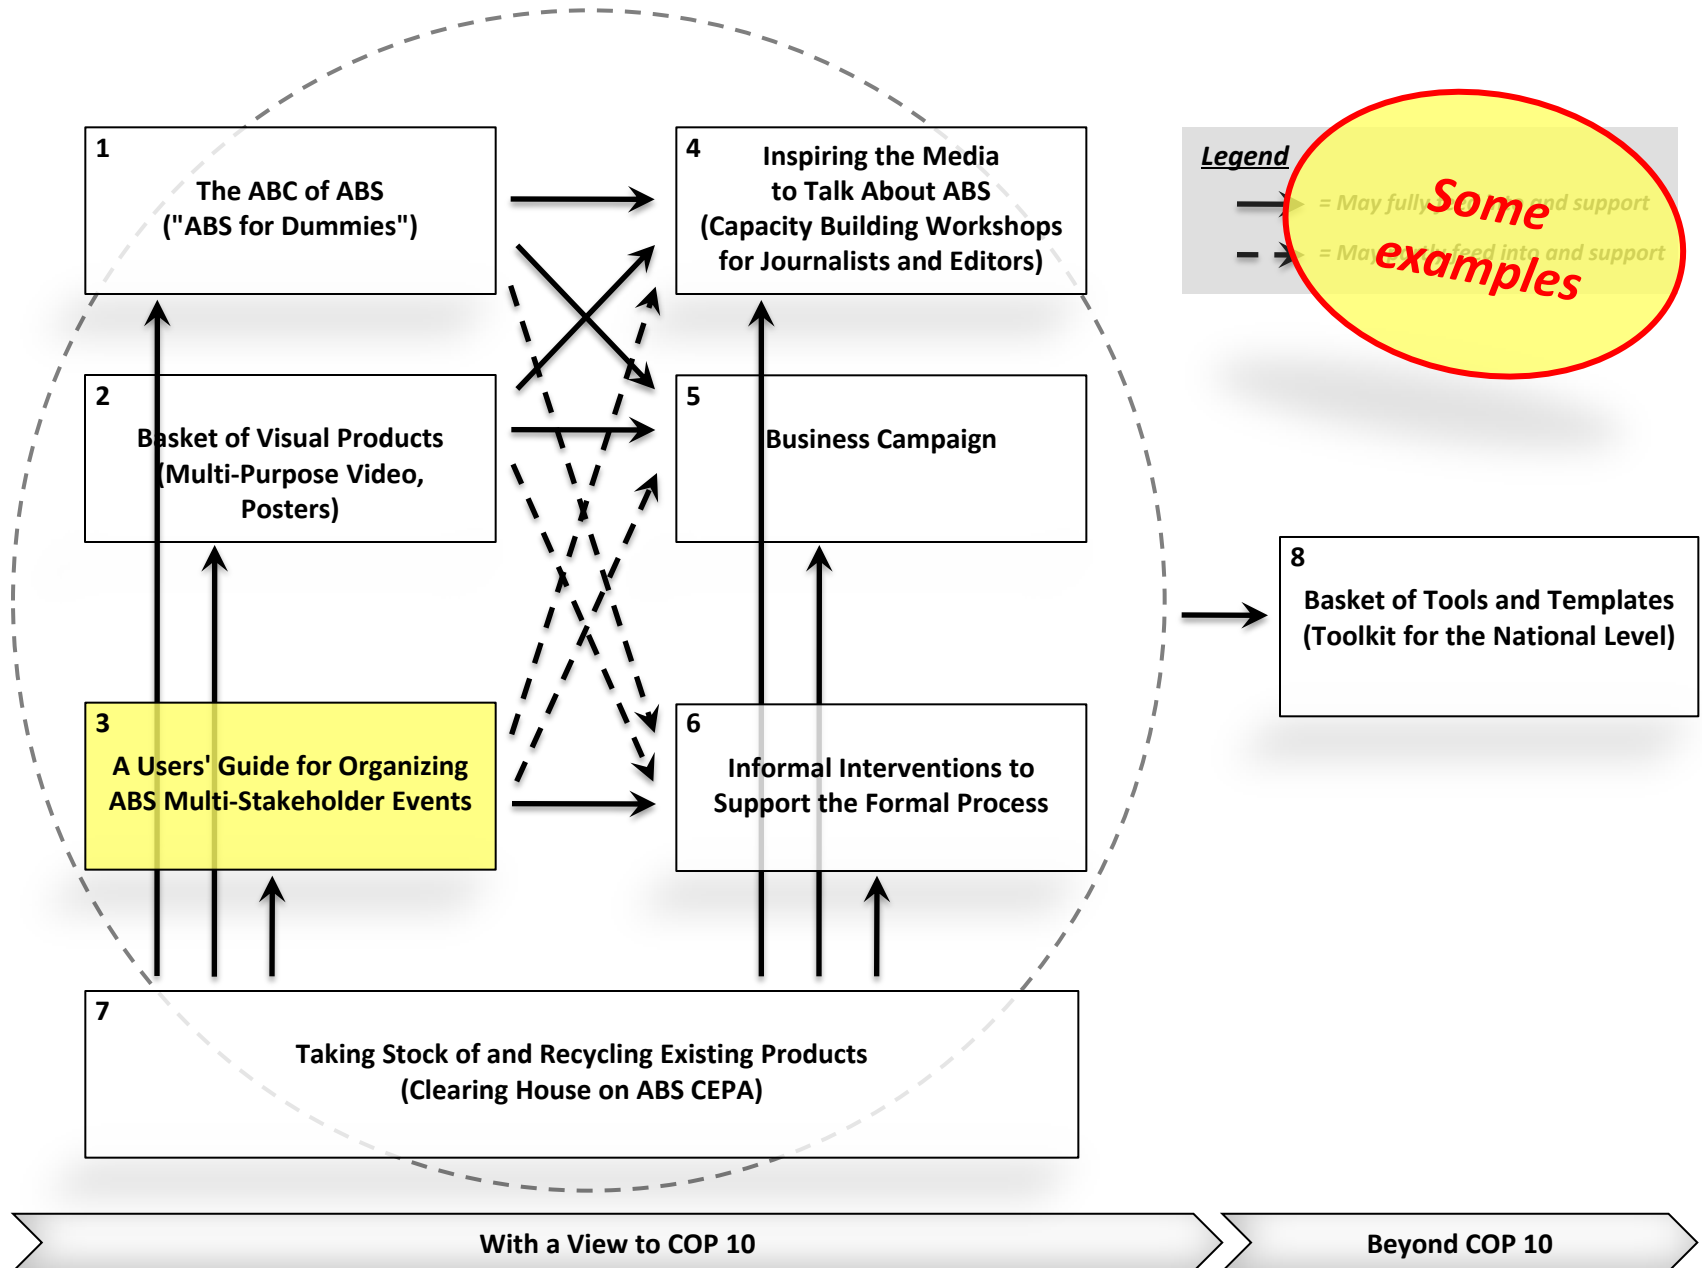 1
The ABC of ABS
("ABS for Dummies")
4
Inspiring the Media
to Talk About ABS
(Capacity Building Workshops
for Journalists and Editors)
Legend
= May fully feed into and support
= May partly feed into and support
Some
examples
2
Basket of Visual Products
(Multi-Purpose Video,
Posters)
5
Business Campaign
8
Basket of Tools and Templates
(Toolkit for the National Level)
3
A Users' Guide for Organizing
ABS Multi-Stakeholder Events
6
Informal Interventions to
Support the Formal Process
7
Taking Stock of and Recycling Existing Products
(Clearing House on ABS CEPA)
With a View to COP 10
Beyond COP 10